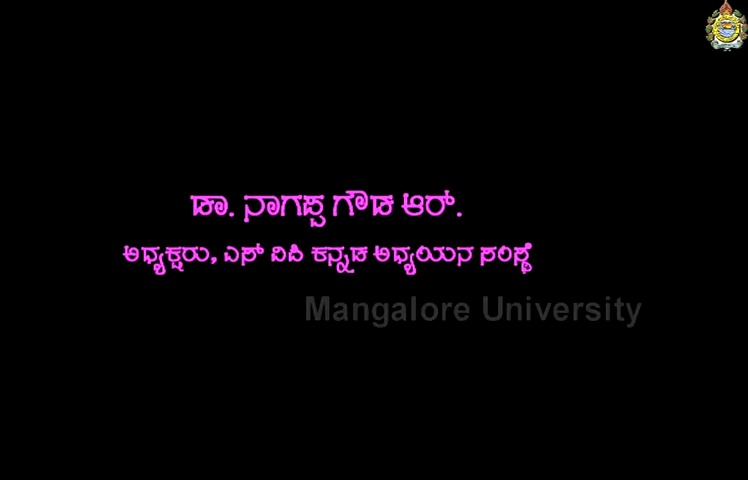 ಡಾ. ನಾಗಪ್ಪ ಗೌಡ ಆರ್.
ಅಧ್ಯಕ್ಷರು, ಎಸ್ ವಿಪಿ ಕನ್ನಡ ಅಧ್ಯಯನ ಸಂಸ್ಥೆ
Mangalore University